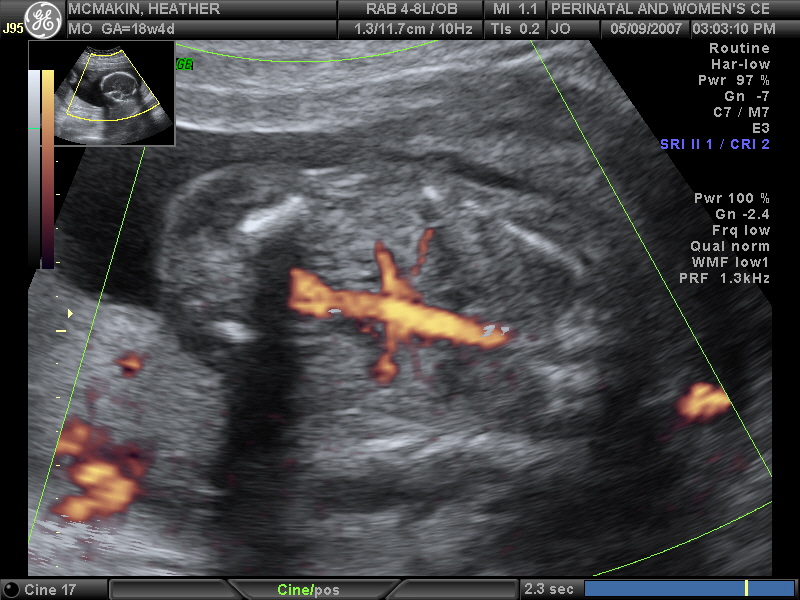 MCMAKIN, HEATHER RAB 4-8L/OB MI 1.1 PERINATAL AND WOMEN'S CE
J95 GE MO GA=18w4d 1.3/11.7cm / 10Hz TIs 0.2 JO 05/09/2007 03:03:10 PM
GB
Routine
Har-low
Pwr 97 %
Gn -7
C7 / M7
E3
SRI II 1 / CRI 2
Pwr 100 %
Gn -2.4
Frq low
Qual norm
WMF low1
PRF 1.3kHz
Cine 17 Cine/pos 2.3 sec